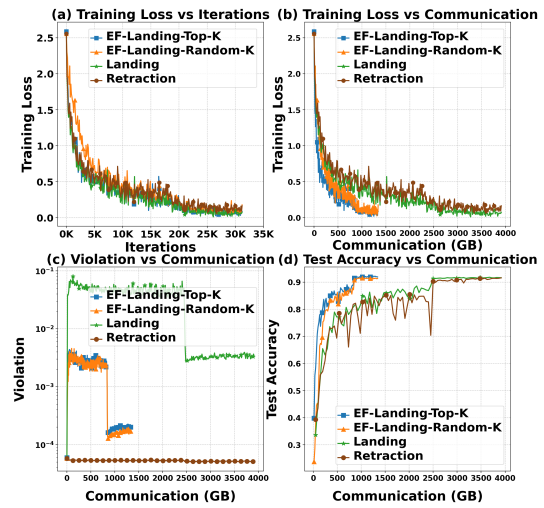 (a) Training Loss vs Iterations
Training Loss
2.5
2.0
1.5
1.0
0.5
0.0
EF-Landing-Top-K
EF-Landing-Random-K
Landing
Retraction
0K 5K 10K 15K 20K 25K 30K 35K
Iterations
(b) Training Loss vs Communication
Training Loss
2.5
2.0
1.5
1.0
0.5
0.0
EF-Landing-Top-K
EF-Landing-Random-K
Landing
Retraction
0 500 1000 1500 2000 2500 3000 3500 4000
Communication (GB)
(c) Violation vs Communication
Violation
10⁻¹
10⁻²
10⁻³
10⁻⁴
EF-Landing-Top-K
EF-Landing-Random-K
Landing
Retraction
0 500 1000 1500 2000 2500 3000 3500 4000
Communication (GB)
(d) Test Accuracy vs Communication
Test Accuracy
0.9
0.8
0.7
0.6
0.5
0.4
0.3
EF-Landing-Top-K
EF-Landing-Random-K
Landing
Retraction
0 500 1000 1500 2000 2500 3000 3500 4000
Communication (GB)